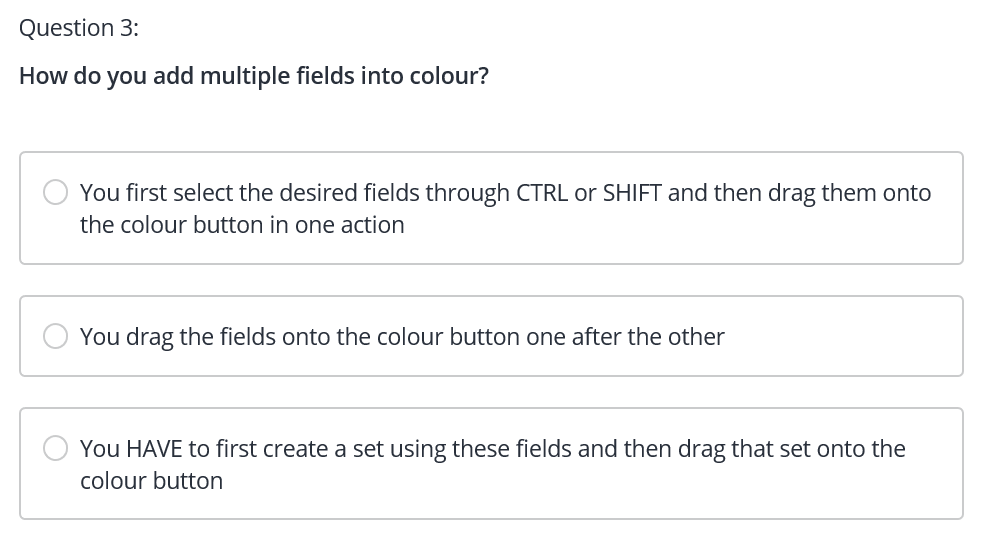 Question 3:
How do you add multiple fields into colour?
You first select the desired fields through CTRL or SHIFT and then drag them onto
the colour button in one action
You drag the fields onto the colour button one after the other
You HAVE to first create a set using these fields and then drag that set onto the
colour button